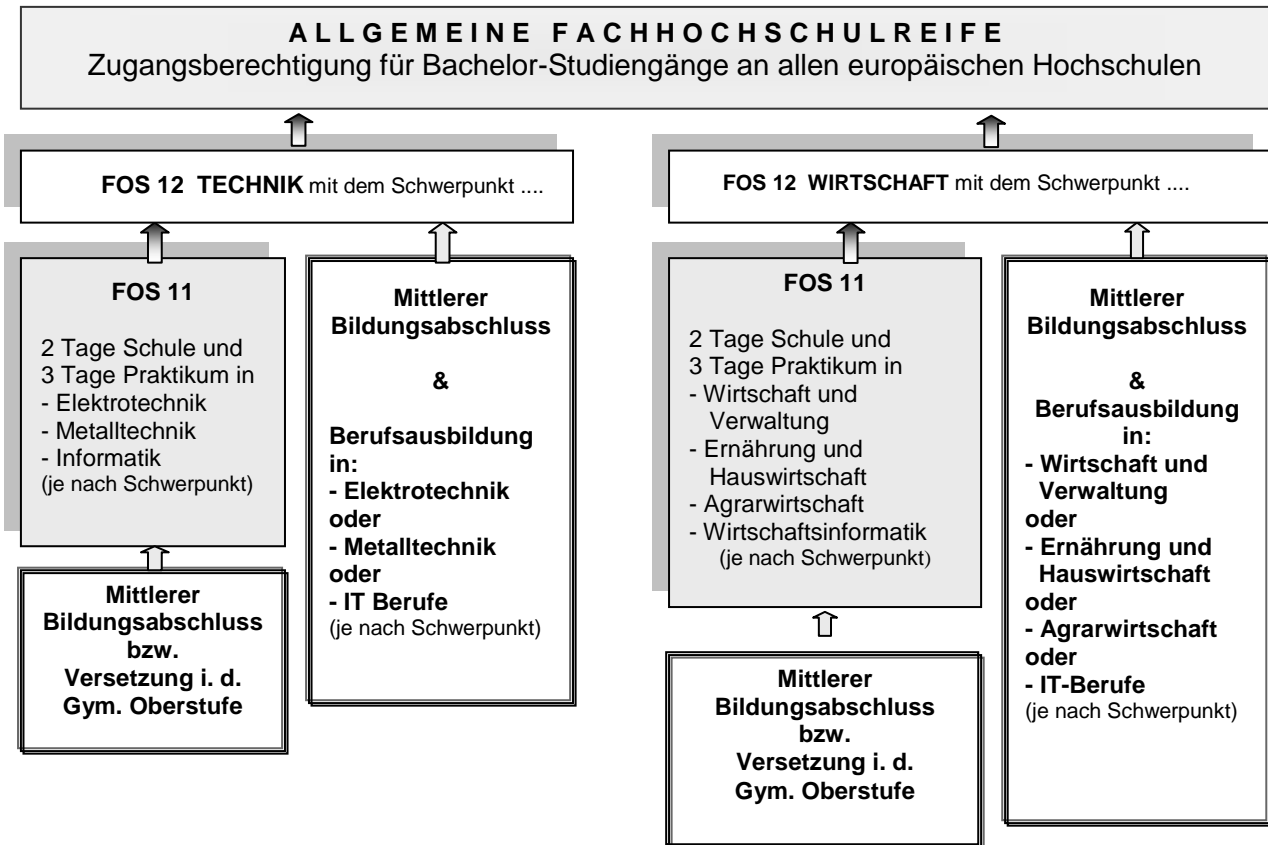 ALLGEMEINE FACHHOCHSCHULREIFE
Zugangsberechtigung für Bachelor-Studiengänge an allen europäischen Hochschulen
FOS 12 TECHNIK mit dem Schwerpunkt ....
FOS 11
2 Tage Schule und
3 Tage Praktikum in
- Elektrotechnik
- Metalltechnik
- Informatik
(je nach Schwerpunkt)
Mittlerer
Bildungsabschluss
bzw.
Versetzung i. d.
Gym. Oberstufe
Mittlerer
Bildungsabschluss
&
Berufsausbildung
in:
- Elektrotechnik
oder
- Metalltechnik
oder
- IT Berufe
(je nach Schwerpunkt)
FOS 12 WIRTSCHAFT mit dem Schwerpunkt ....
FOS 11
2 Tage Schule und
3 Tage Praktikum in
- Wirtschaft und
Verwaltung
- Ernährung und
Hauswirtschaft
- Agrarwirtschaft
- Wirtschaftsinformatik
(je nach Schwerpunkt)
Mittlerer
Bildungsabschluss
bzw.
Versetzung i. d.
Gym. Oberstufe
Mittlerer
Bildungsabschluss
&
Berufsausbildung
in:
- Wirtschaft und
Verwaltung
oder
- Ernährung und
Hauswirtschaft
oder
- Agrarwirtschaft
oder
- IT-Berufe
(je nach Schwerpunkt)